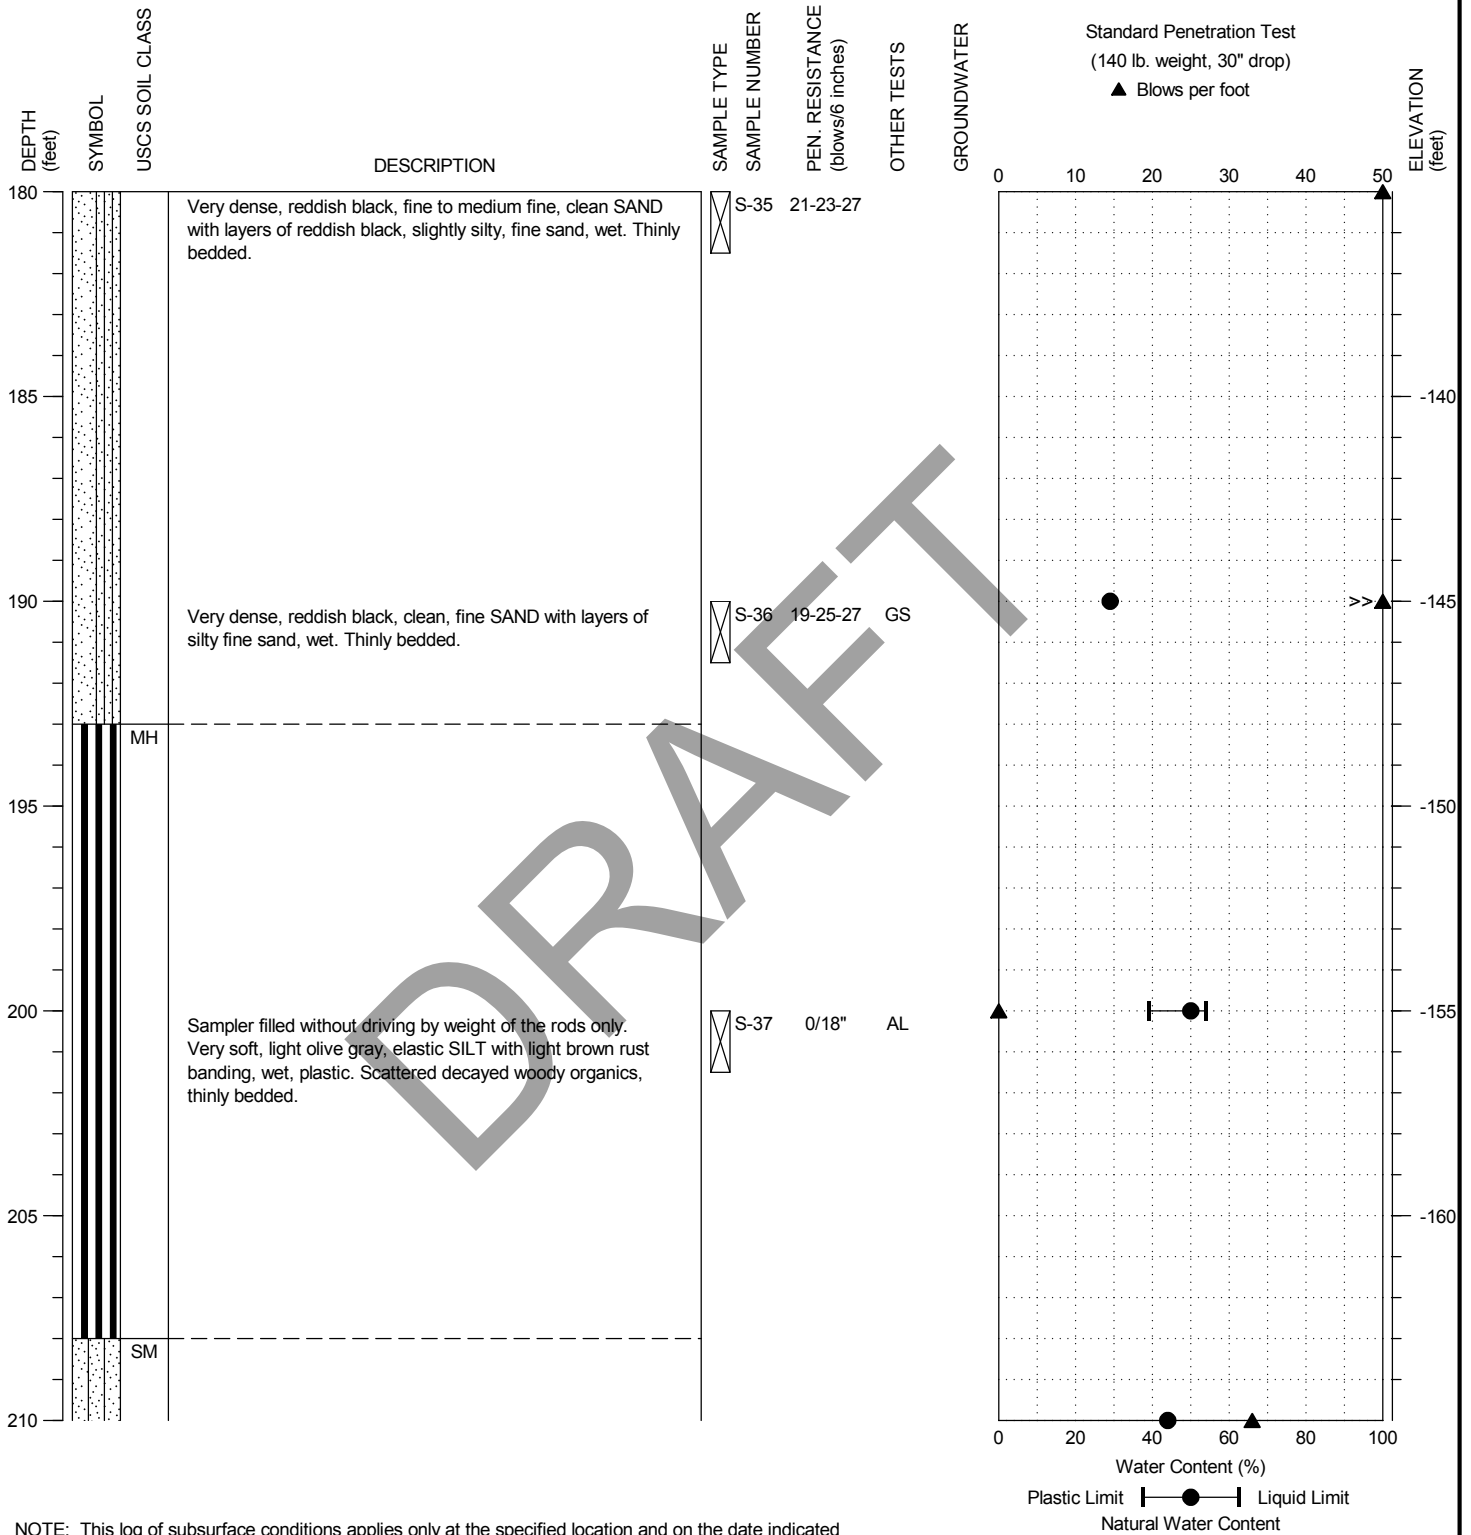 DEPTH
(feet)
SYMBOL
USCS SOIL CLASS
DESCRIPTION
SAMPLE TYPE
SAMPLE NUMBER
PEN. RESISTANCE
(blows/6 inches)
OTHER TESTS
GROUNDWATER
Standard Penetration Test
(140 lb. weight, 30" drop)
▲ Blows per foot
ELEVATION
(feet)
0 10 20 30 40 50
180
Very dense, reddish black, fine to medium fine, clean SAND
with layers of reddish black, slightly silty, fine sand, wet. Thinly
bedded.
S-35 21-23-27
185
-140
190
Very dense, reddish black, clean, fine SAND with layers of
silty fine sand, wet. Thinly bedded.
S-36 19-25-27 GS
>>
-145
MH
195
-150
200
Sampler filled without driving by weight of the rods only.
Very soft, light olive gray, elastic SILT with light brown rust
banding, wet, plastic. Scattered decayed woody organics,
thinly bedded.
S-37 0/18" AL
-155
205
-160
SM
210
0 20 40 60 80 100
Water Content (%)
Plastic Limit Liquid Limit
Natural Water Content
NOTE: This log of subsurface conditions applies only at the specified location and on the date indicated
DRAFT